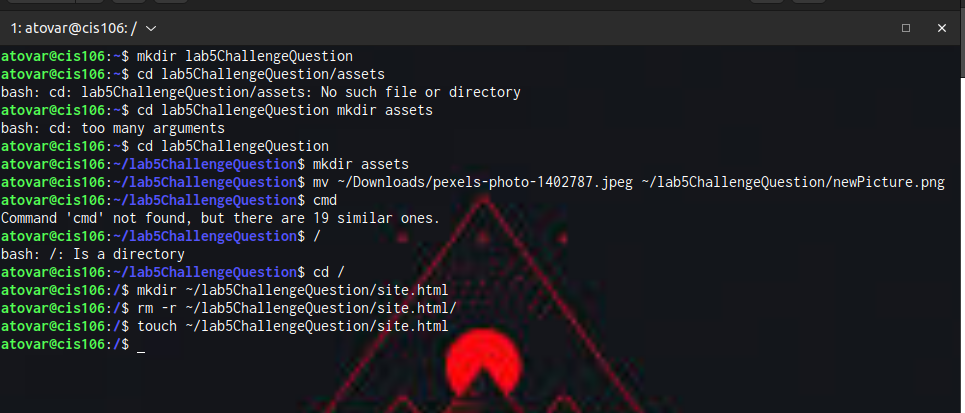 1: atovar@cis106: /
atovar@cis106:~$ mkdir lab5ChallengeQuestion
atovar@cis106:~$ cd lab5ChallengeQuestion/assets
bash: cd: lab5ChallengeQuestion/assets: No such file or directory
atovar@cis106:~$ cd lab5ChallengeQuestion mkdir assets
bash: cd: too many arguments
atovar@cis106:~$ cd lab5ChallengeQuestion
atovar@cis106:~/lab5ChallengeQuestion$ mkdir assets
atovar@cis106:~/lab5ChallengeQuestion$ mv ~/Downloads/pexels-photo-1402787.jpeg ~/lab5ChallengeQuestion/newPicture.png
atovar@cis106:~/lab5ChallengeQuestion$ cmd
Command 'cmd' not found, but there are 19 similar ones.
atovar@cis106:~/lab5ChallengeQuestion$ /
bash: /: Is a directory
atovar@cis106:~/lab5ChallengeQuestion$ cd /
atovar@cis106:/$ mkdir ~/lab5ChallengeQuestion/site.html
atovar@cis106:/$ rm -r ~/lab5ChallengeQuestion/site.html/
atovar@cis106:/$ touch ~/lab5ChallengeQuestion/site.html
atovar@cis106:/$ _